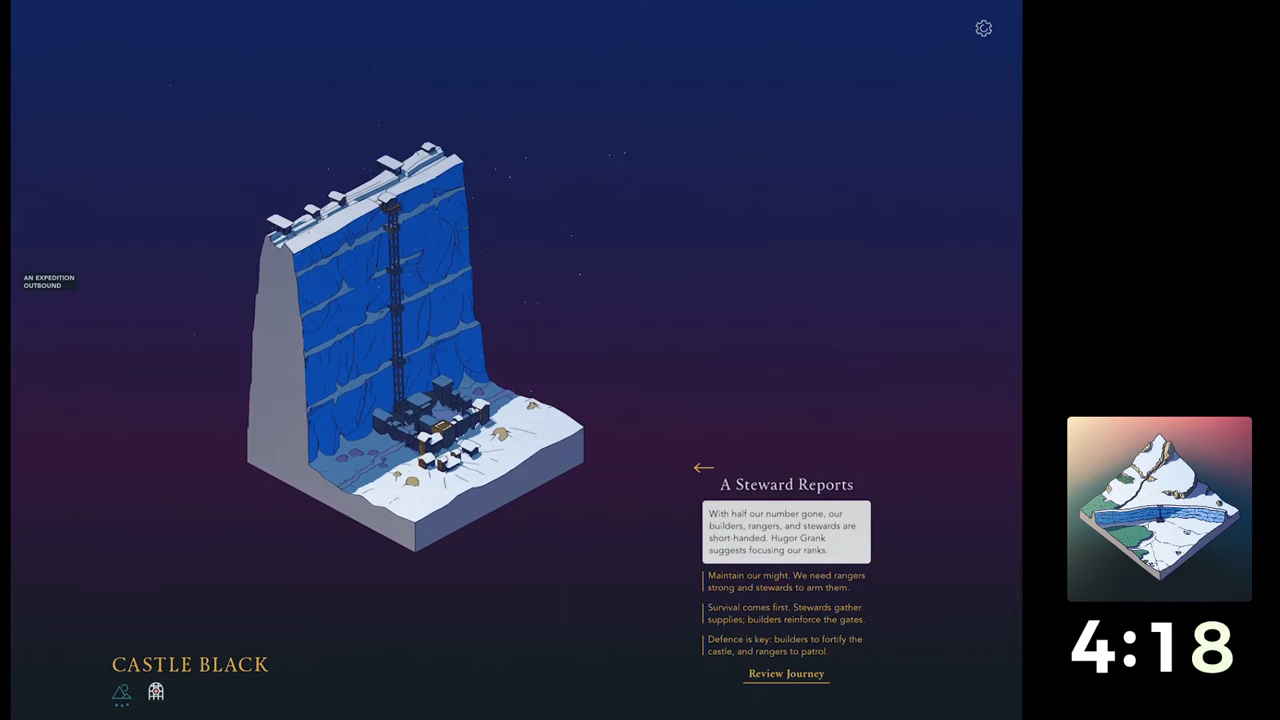 AN EXPEDITION
OUTBOUND
A Steward Reports
With half our number gone, our
builders, rangers, and stewards are
short-handed. Hugor Grank
suggests focusing our ranks.
Maintain our might. We need rangers
strong and stewards to arm them.
Survival comes first. Stewards gather
supplies; builders reinforce the gates.
Defence is key: builders to fortify the
castle, and rangers to patrol.
Review Journey
CASTLE BLACK
4:18